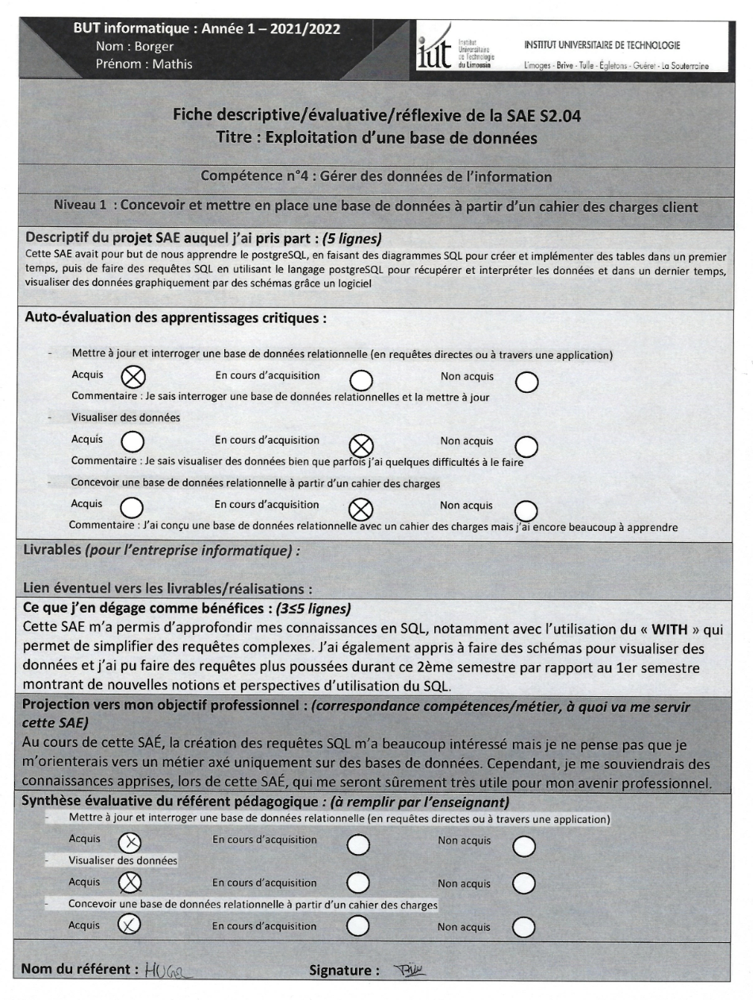 BUT informatique : Année 1 – 2021/2022
Nom : Borger
Prénom : Mathis
iut
Institut
Universitaire
de Technologie
du Limousin
INSTITUT UNIVERSITAIRE DE TECHNOLOGIE
Limoges - Brive - Tulle - Égletons - Guéret - La Souterraine
Fiche descriptive/évaluative/réflexive de la SAE S2.04
Titre : Exploitation d'une base de données
Compétence n°4 : Gérer des données de l'information
Niveau 1 : Concevoir et mettre en place une base de données à partir d'un cahier des charges client
Descriptif du projet SAE auquel j'ai pris part : (5 lignes)
Cette SAE avait pour but de nous apprendre le postgreSQL, en faisant des diagrammes SQL pour créer et implémenter des tables dans un premier
temps, puis de faire des requêtes SQL en utilisant le langage postgreSQL pour récupérer et interpréter les données et dans un dernier temps,
visualiser des données graphiquement par des schémas grâce un logiciel
Auto-évaluation des apprentissages critiques :
- Mettre à jour et interroger une base de données relationnelle (en requêtes directes ou à travers une application)
Acquis En cours d'acquisition Non acquis
Commentaire : Je sais interroger une base de données relationnelles et la mettre à jour
- Visualiser des données
Acquis En cours d'acquisition Non acquis
Commentaire : Je sais visualiser des données bien que parfois j'ai quelques difficultés à le faire
- Concevoir une base de données relationnelle à partir d'un cahier des charges
Acquis En cours d'acquisition Non acquis
Commentaire : J'ai conçu une base de données relationnelle avec un cahier des charges mais j'ai encore beaucoup à apprendre
Livrables (pour l'entreprise informatique) :
Lien éventuel vers les livrables/réalisations :
Ce que j'en dégage comme bénéfices : (3≤5 lignes)
Cette SAE m'a permis d'approfondir mes connaissances en SQL, notamment avec l'utilisation du « WITH » qui
permet de simplifier des requêtes complexes. J'ai également appris à faire des schémas pour visualiser des
données et j'ai pu faire des requêtes plus poussées durant ce 2ème semestre par rapport au 1er semestre
montrant de nouvelles notions et perspectives d'utilisation du SQL.
Projection vers mon objectif professionnel : (correspondance compétences/métier, à quoi va me servir
cette SAE)
Au cours de cette SAÉ, la création des requêtes SQL m'a beaucoup intéressé mais je ne pense pas que je
m'orienterais vers un métier axé uniquement sur des bases de données. Cependant, je me souviendrais des
connaissances apprises, lors de cette SAÉ, qui me seront sûrement très utile pour mon avenir professionnel.
Synthèse évaluative du référent pédagogique : (à remplir par l'enseignant)
- Mettre à jour et interroger une base de données relationnelle (en requêtes directes ou à travers une application)
Acquis En cours d'acquisition Non acquis
- Visualiser des données
Acquis En cours d'acquisition Non acquis
- Concevoir une base de données relationnelle à partir d'un cahier des charges
Acquis En cours d'acquisition Non acquis
Nom du référent : Signature :